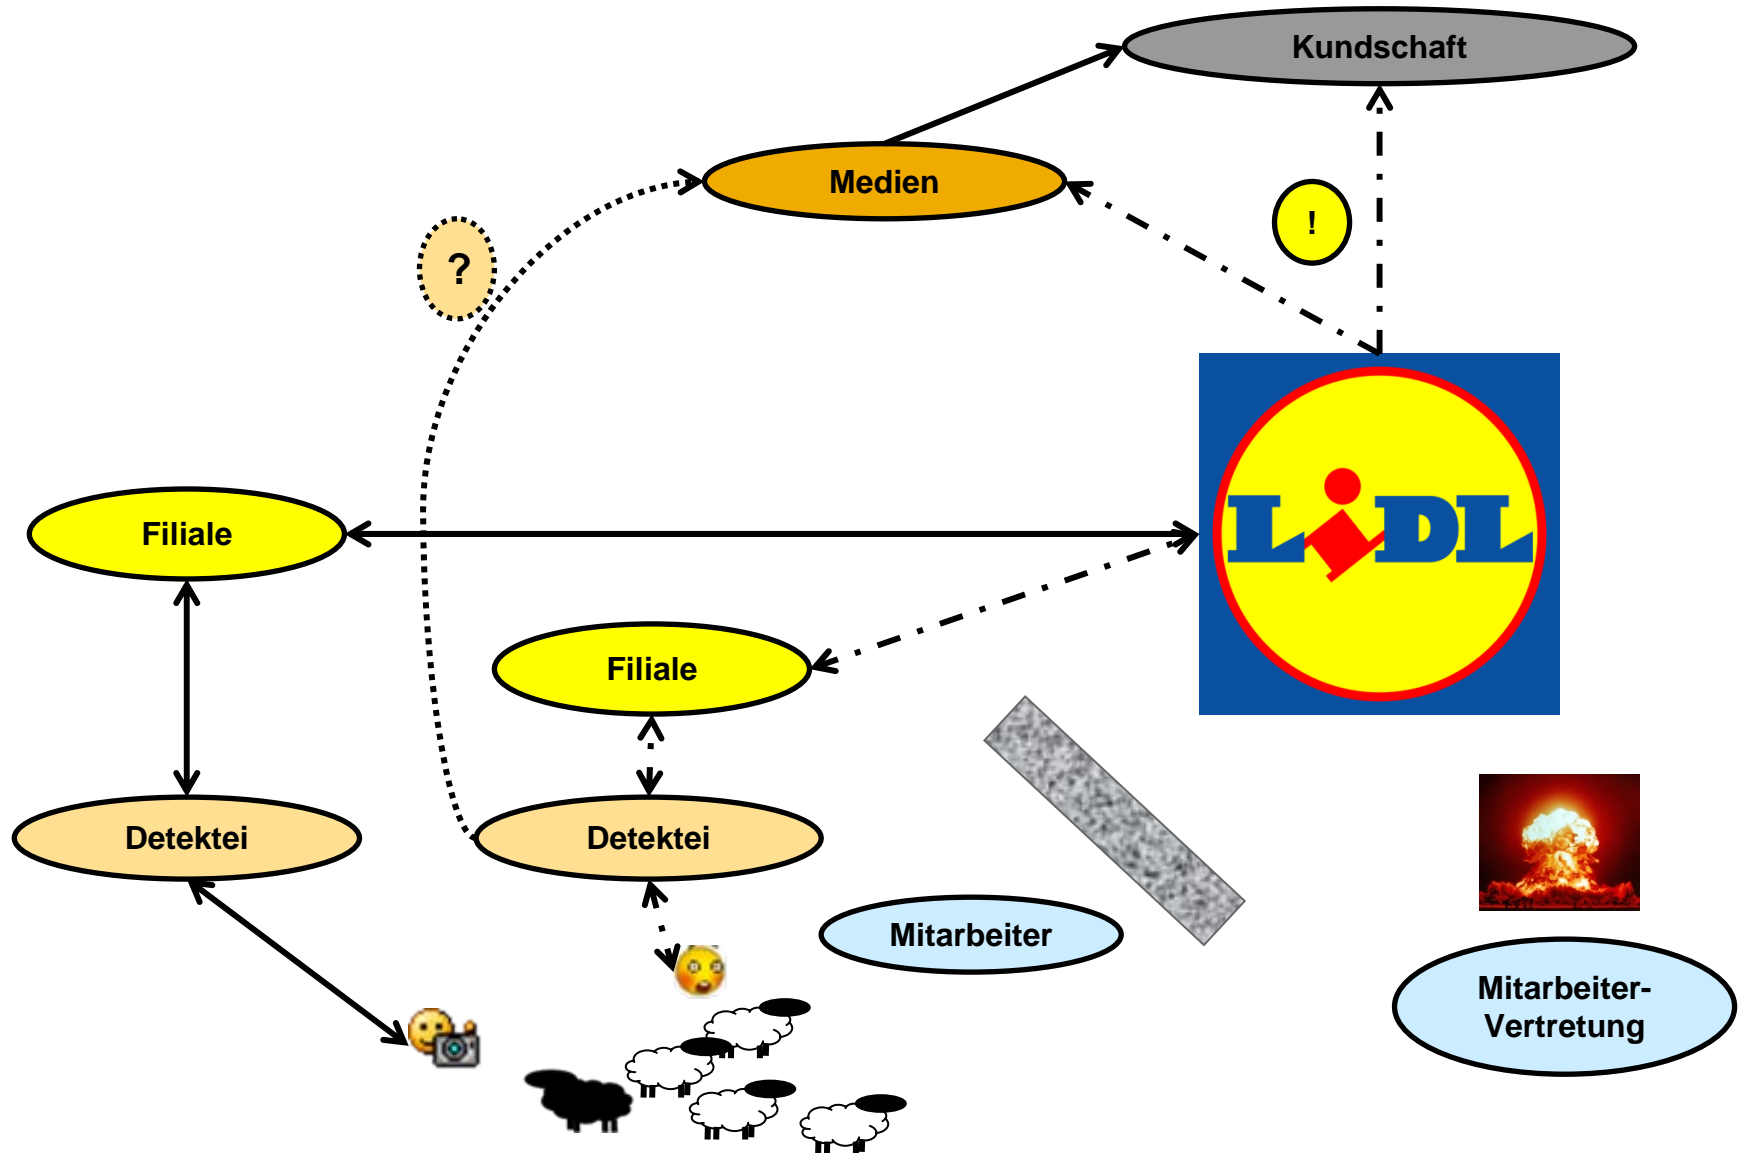 Kundschaft
Medien
!
?
LiDL
Filiale
Filiale
Detektei
Detektei
Mitarbeiter
Mitarbeiter-
Vertretung